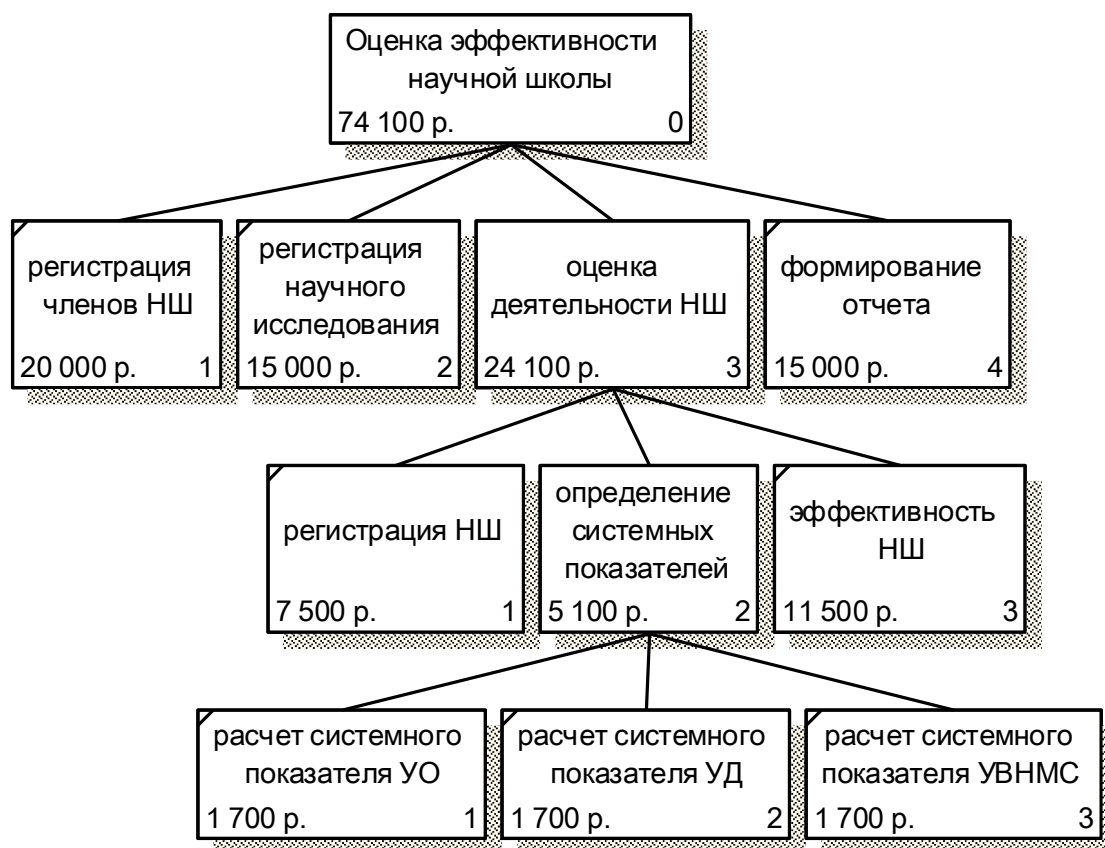 Оценка эффективности
научной школы
74 100 р. 0
регистрация
членов НШ
20 000 р. 1
регистрация
научного
исследования
15 000 р. 2
оценка
деятельности НШ
24 100 р. 3
формирование
отчета
15 000 р. 4
регистрация НШ
7 500 р. 1
определение
системных
показателей
5 100 р. 2
эффективность
НШ
11 500 р. 3
расчет системного
показателя УО
1 700 р. 1
расчет системного
показателя УД
1 700 р. 2
расчет системного
показателя УВНМС
1 700 р. 3